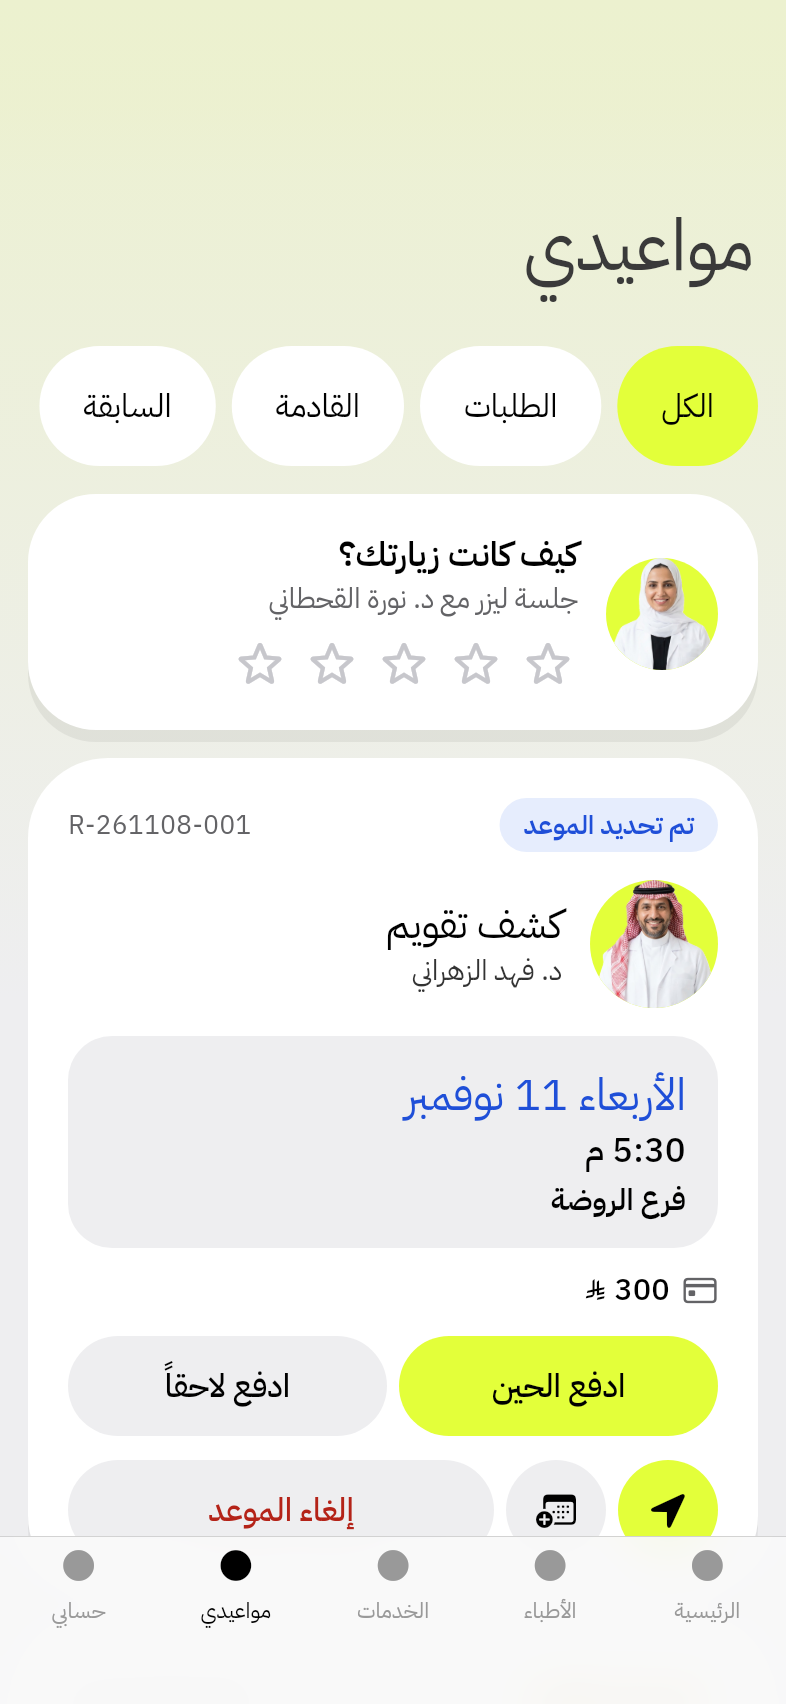 مواعيدي
الكل
الطلبات
القادمة
السابقة
كيف كانت زيارتك؟
جلسة ليزر مع د. نورة القحطاني
تم تحديد الموعد
R-261108-001
كشف تقويم
د. فهد الزهراني
الأربعاء 11 نوفمبر
5:30 م
فرع الروضة
300 ⃁
ادفع الحين
ادفع لاحقاً
إلغاء الموعد
الرئيسية
الأطباء
الخدمات
مواعيدي
حسابي